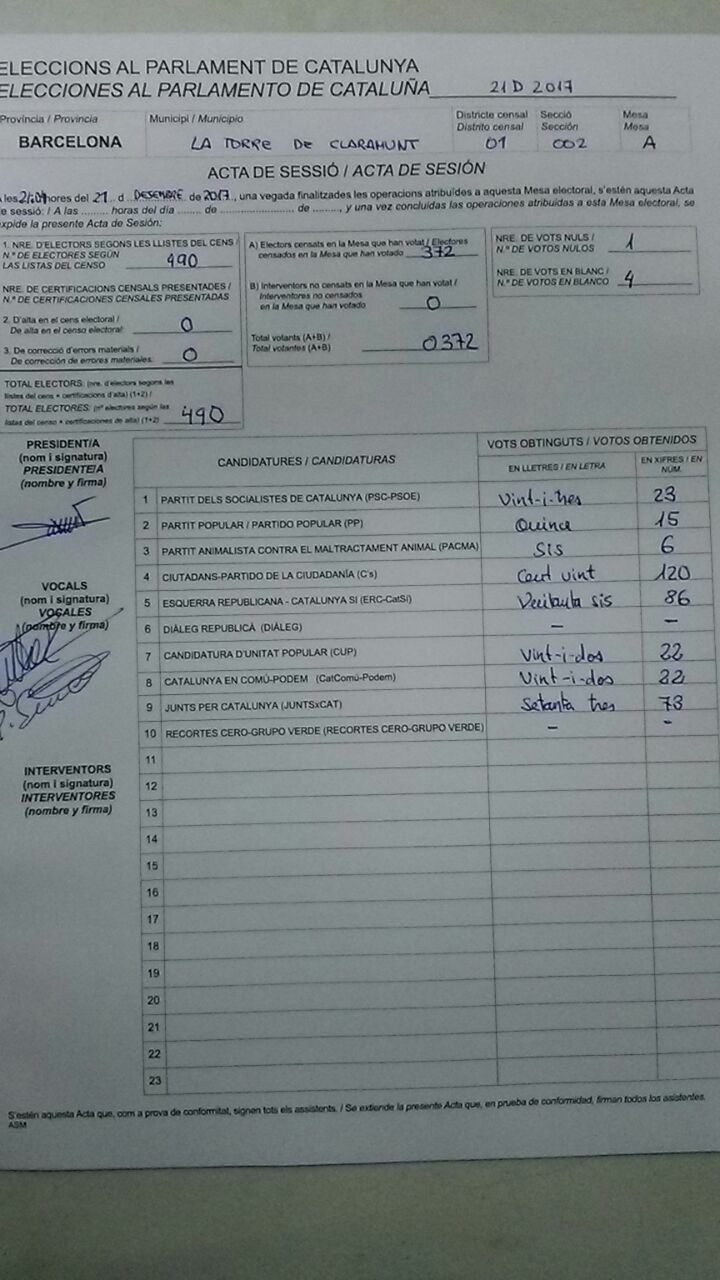 ELECCIONS AL PARLAMENT DE CATALUNYA
ELECCIONES AL PARLAMENTO DE CATALUÑA 21 D 2017
Província / Provincia Municipi / Municipio Districte censal Secció Mesa
Distrito censal Sección Mesa
BARCELONA LA TORRE DE CLARAMUNT 01 002 A
ACTA DE SESSIÓ / ACTA DE SESIÓN
A les hores del 21 d DESEMBRE de 2017, una vegada finalitzades les operacions atribuïdes a aquesta Mesa electoral, s'estén aquesta Acta
de sessió: / A las ......... horas del día ....... de ...................... de ........, y una vez concluidas las operaciones atribuidas a esta Mesa electoral, se
expide la presente Acta de Sesión:
1. NRE. D'ELECTORS SEGONS LES LLISTES DEL CENS /
N.º DE ELECTORES SEGÚN
LAS LISTAS DEL CENSO 490
NRE. DE CERTIFICACIONS CENSALS PRESENTADES /
N.º DE CERTIFICACIONES CENSALES PRESENTADAS
2. D'alta en el cens electoral /
De alta en el censo electoral: 0
3. De correcció d'errors materials /
De corrección de errores materiales: 0
TOTAL ELECTORS: (nre. d'electors segons les
llistes del cens + certificacions d'alta) (1+2) /
TOTAL ELECTORES: (nº electores según las
listas del censo + certificaciones de alta) (1+2) 490
A) Electors censats en la Mesa que han votat / Electores
censados en la Mesa que han votado 372
B) Interventors no censats en la Mesa que han votat /
Interventores no censados
en la Mesa que han votado 0
Total votants (A+B) /
Total votantes (A+B) 0372
NRE. DE VOTS NULS /
N.º DE VOTOS NULOS 1
NRE. DE VOTS EN BLANC /
N.º DE VOTOS EN BLANCO 4
PRESIDENT/A
(nom i signatura)
PRESIDENTE/A
(nombre y firma)
VOCALS
(nom i signatura)
VOCALES
(nombre y firma)
INTERVENTORS
(nom i signatura)
INTERVENTORES
(nombre y firma)
CANDIDATURES / CANDIDATURAS VOTS OBTINGUTS / VOTOS OBTENIDOS
EN LLETRES / EN LETRA EN XIFRES / EN NÚM.
1 PARTIT DELS SOCIALISTES DE CATALUNYA (PSC-PSOE) Vint-i-tres 23
2 PARTIT POPULAR / PARTIDO POPULAR (PP) Quince 15
3 PARTIT ANIMALISTA CONTRA EL MALTRACTAMENT ANIMAL (PACMA) Sis 6
4 CIUTADANS-PARTIDO DE LA CIUDADANÍA (C's) Cent vint 120
5 ESQUERRA REPUBLICANA - CATALUNYA SÍ (ERC-CatSí) sis 86
6 DIÀLEG REPUBLICÀ (DIÀLEG) – –
7 CANDIDATURA D'UNITAT POPULAR (CUP) Vint-i-dos 22
8 CATALUNYA EN COMÚ-PODEM (CatComú-Podem) Vint-i-dos 22
9 JUNTS PER CATALUNYA (JUNTSxCAT) Setanta tres 73
10 RECORTES CERO-GRUPO VERDE (RECORTES CERO-GRUPO VERDE) – –
11
12
13
14
15
16
17
18
19
20
21
22
23
S'estén aquesta Acta que, com a prova de conformitat, signen tots els assistents. / Se extiende la presente Acta que, en prueba de conformidad, firman todos los asistentes.
ASM